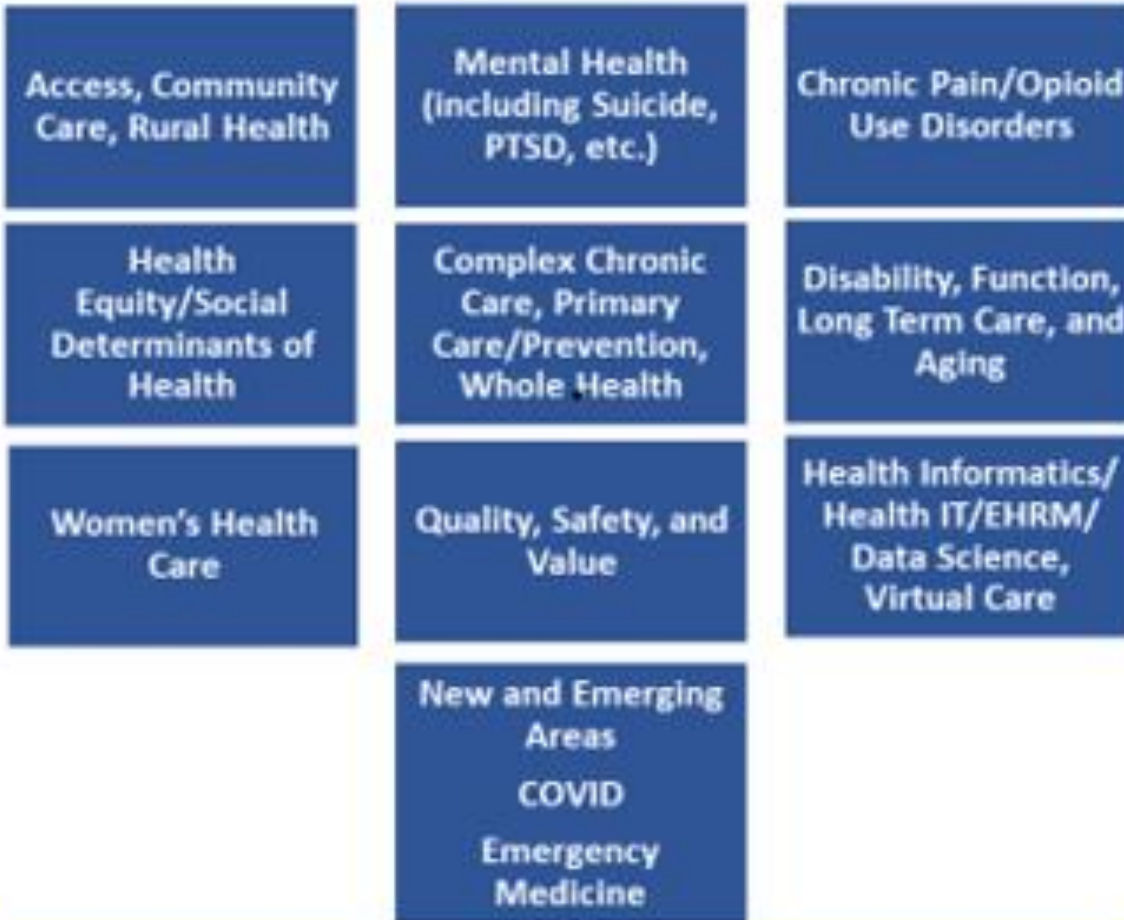 Access, Community
Care, Rural Health
Mental Health
(including Suicide,
PTSD, etc.)
Chronic Pain/Opioid
Use Disorders
Health
Equity/Social
Determinants of
Health
Complex Chronic
Care, Primary
Care/Prevention,
Whole Health
Disability, Function,
Long Term Care, and
Aging
Women's Health
Care
Quality, Safety, and
Value
Health Informatics/
Health IT/EHRM/
Data Science,
Virtual Care
New and Emerging
Areas
COVID
Emergency
Medicine